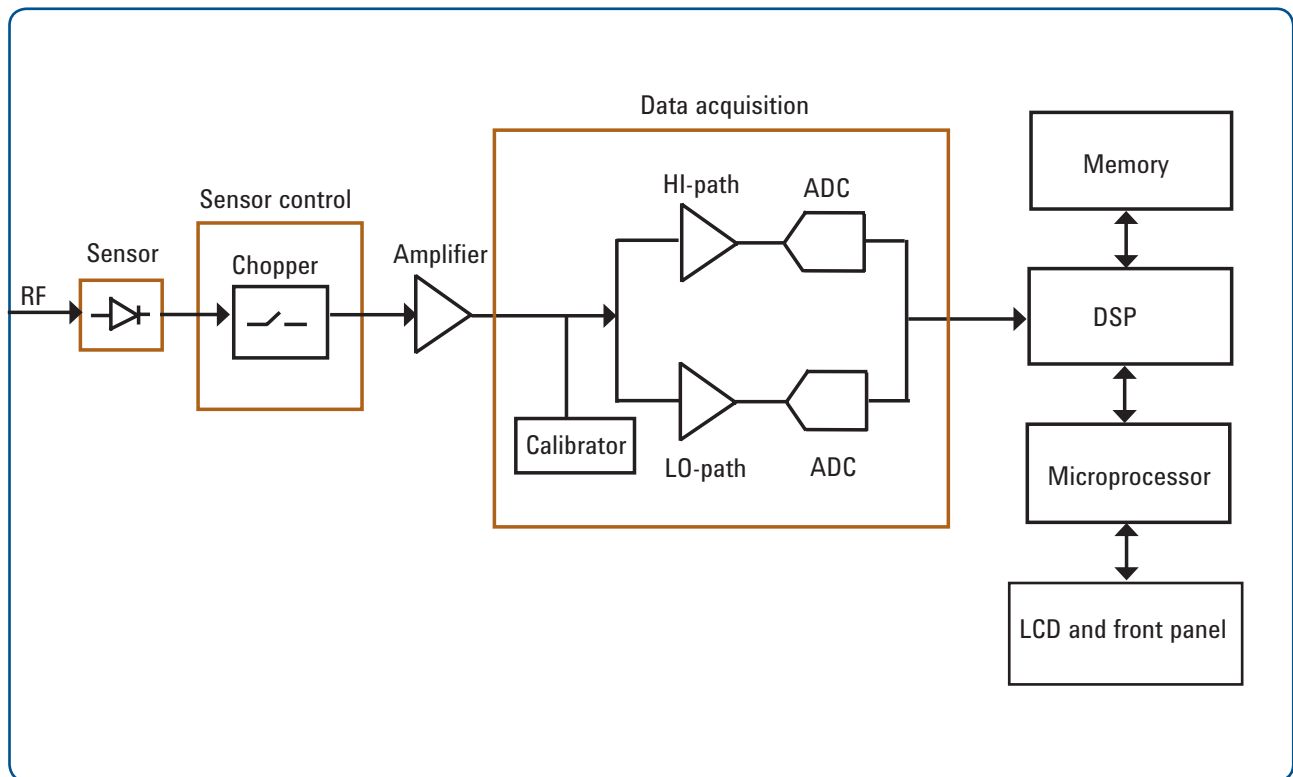 Data acquisition
Memory
HI-path
ADC
Sensor control
Sensor
Chopper
Amplifier
RF
DSP
Calibrator
LO-path
ADC
Microprocessor
LCD and front panel